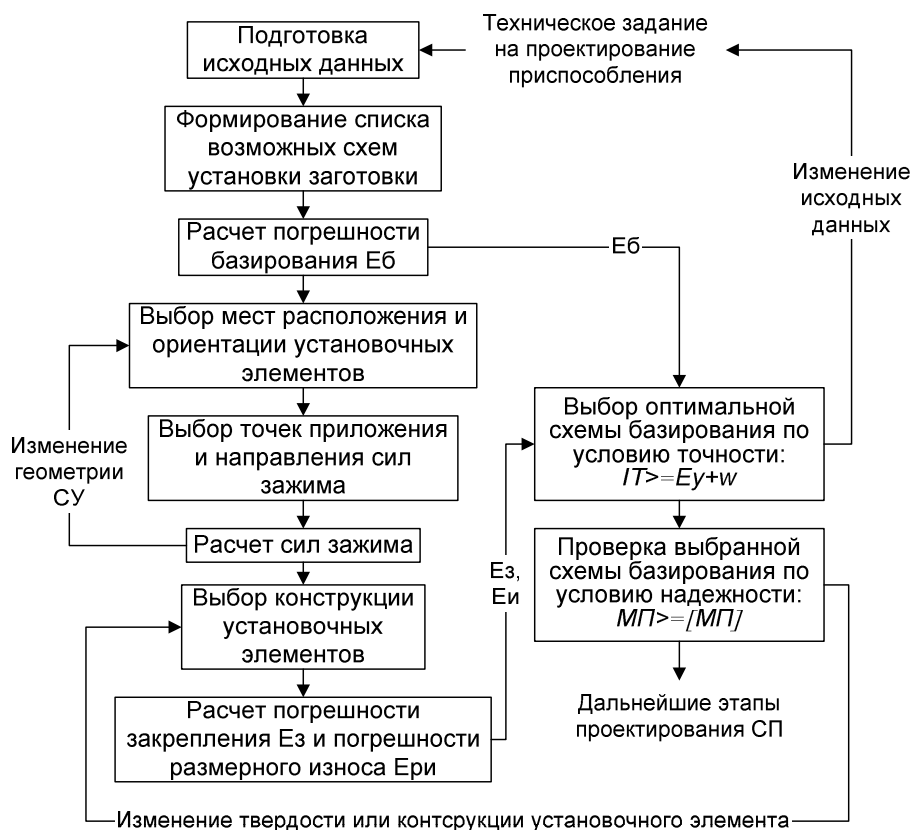 Подготовка
исходных данных
Техническое задание
на проектирование
приспособления
Формирование списка
возможных схем
установки заготовки
Изменение
исходных
данных
Расчет погрешности
базирования Еб
Еб
Выбор мест расположения и
ориентации установочных
элементов
Выбор точек приложения
и направления сил
зажима
Изменение
геометрии
СУ
Расчет сил зажима
Выбор конструкции
установочных
элементов
Расчет погрешности
закрепления Ез и погрешности
размерного износа Ери
Ез,
Еи
Выбор оптимальной
схемы базирования по
условию точности:
IT>=Еу+w
Проверка выбранной
схемы базирования по
условию надежности:
МП>=[МП]
Дальнейшие этапы
проектирования СП
Изменение твердости или контсрукции установочного элемента